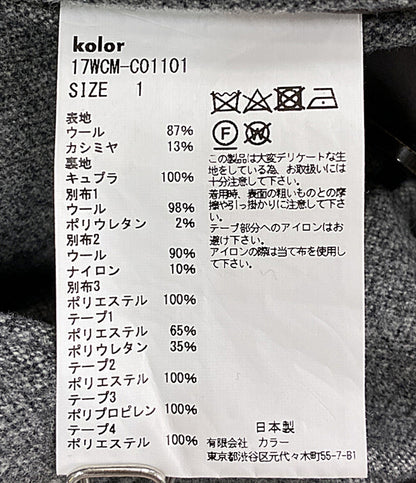 kolor
17WCM-C01101
SIZE 1
表地
ウール 87%
カシミヤ 13%
裏地
キュプラ 100%
別布1
ウール 98%
ポリウレタン 2%
別布2
ウール 90%
ナイロン 10%
別布3
ポリエステル 100%
テープ1
ポリエステル 65%
ポリウレタン 35%
テープ2
ポリエステル 100%
テープ3
ポリプロピレン 100%
テープ4
ポリエステル 100%
F
W
この製品は大変デリケートな生
地をしている為、お取扱いには
十分注意して下さい。
着用時、表面の粗いものとの摩
擦や引っ掛かりに注意して下さ
い。
テープ部分へのアイロンはお
避け下さい。
アイロンの際は当て布を使用し
て下さい。
日本製
有限会社 カラー
東京都渋谷区元代々木町55-7-B1